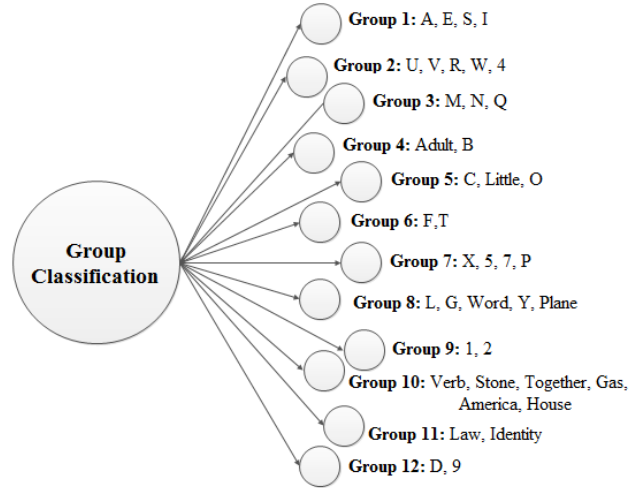 Group 1: A, E, S, I
Group 2: U, V, R, W, 4
Group 3: M, N, Q
Group 4: Adult, B
Group 5: C, Little, O
Group 6: F,T
Group Classification
Group 7: X, 5, 7, P
Group 8: L, G, Word, Y, Plane
Group 9: 1, 2
Group 10: Verb, Stone, Together, Gas,
America, House
Group 11: Law, Identity
Group 12: D, 9